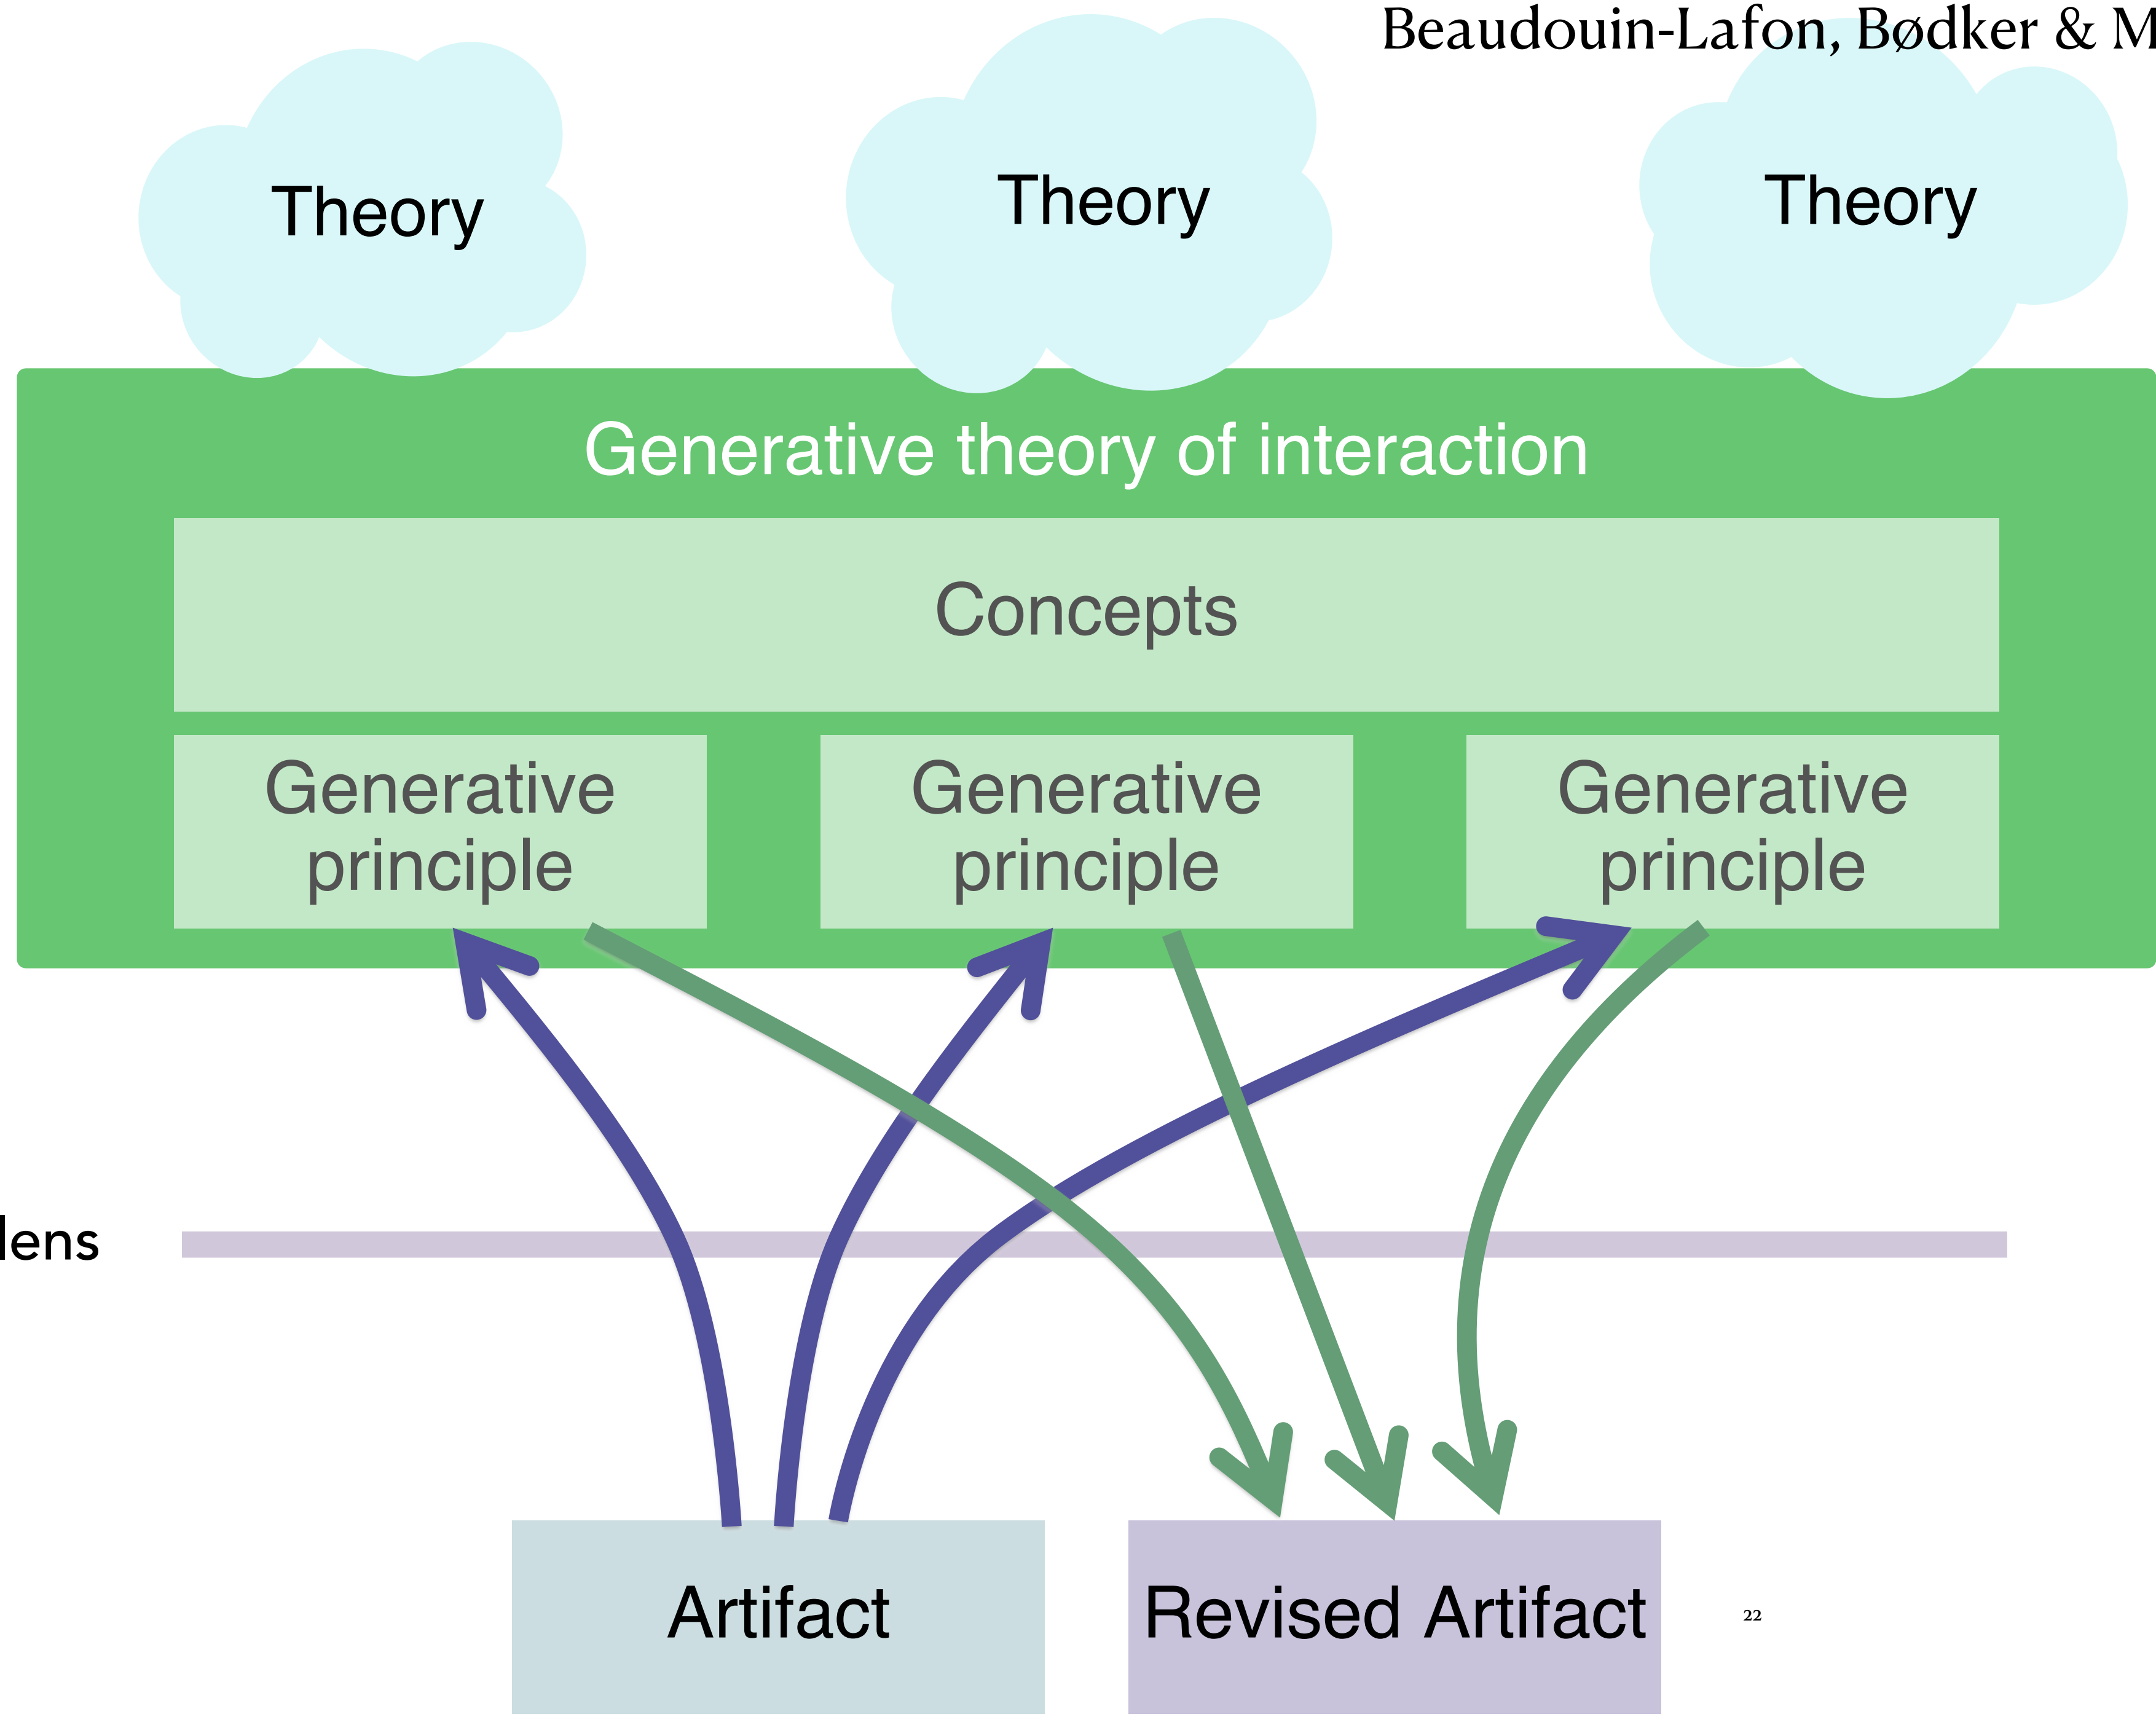 Beaudouin-Lafon, Bødker & M
Theory
Theory
Theory
Generative theory of interaction
Concepts
Generative
principle
Generative
principle
Generative
principle
lens
Artifact
Revised Artifact
22